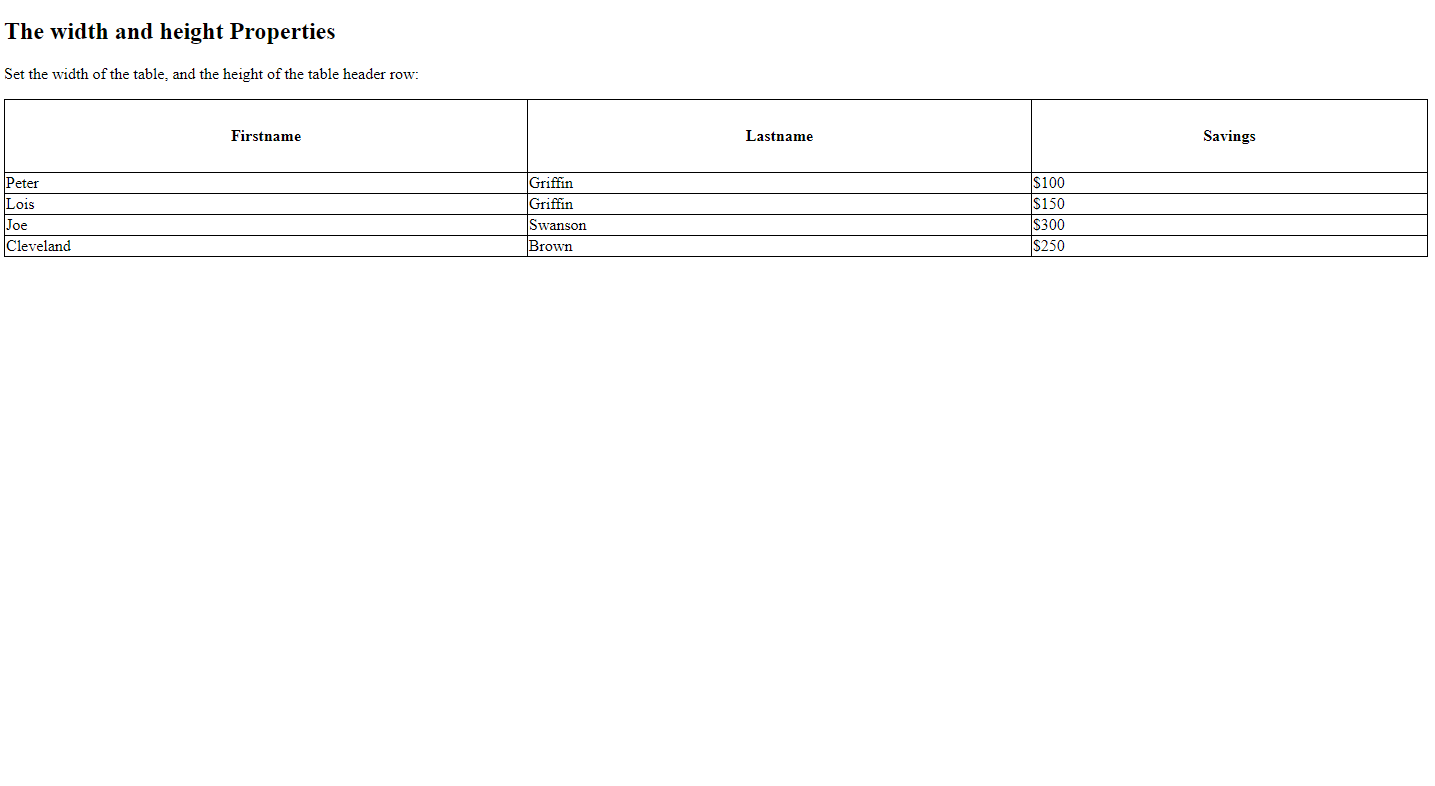 The width and height Properties
Set the width of the table, and the height of the table header row:
Firstname Lastname Savings
Peter Griffin $100
Lois Griffin $150
Joe Swanson $300
Cleveland Brown $250